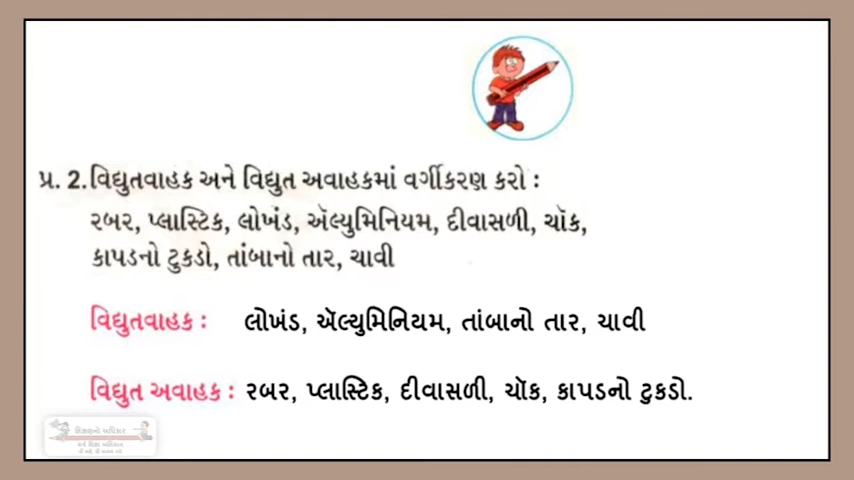 પ્ર. 2. વિદ્યુતવાહક અને વિદ્યુત અવાહકમાં વર્ગીકરણ કરો :
રબર, પ્લાસ્ટિક, લોખંડ, ઍલ્યુમિનિયમ, દીવાસળી, ચૉક,
કાપડનો ટુકડો, તાંબાનો તાર, ચાવી
વિદ્યુતવાહક : લોખંડ, ઍલ્યુમિનિયમ, તાંબાનો તાર, ચાવી
વિદ્યુત અવાહક : રબર, પ્લાસ્ટિક, દીવાસળી, ચૉક, કાપડનો ટુકડો.